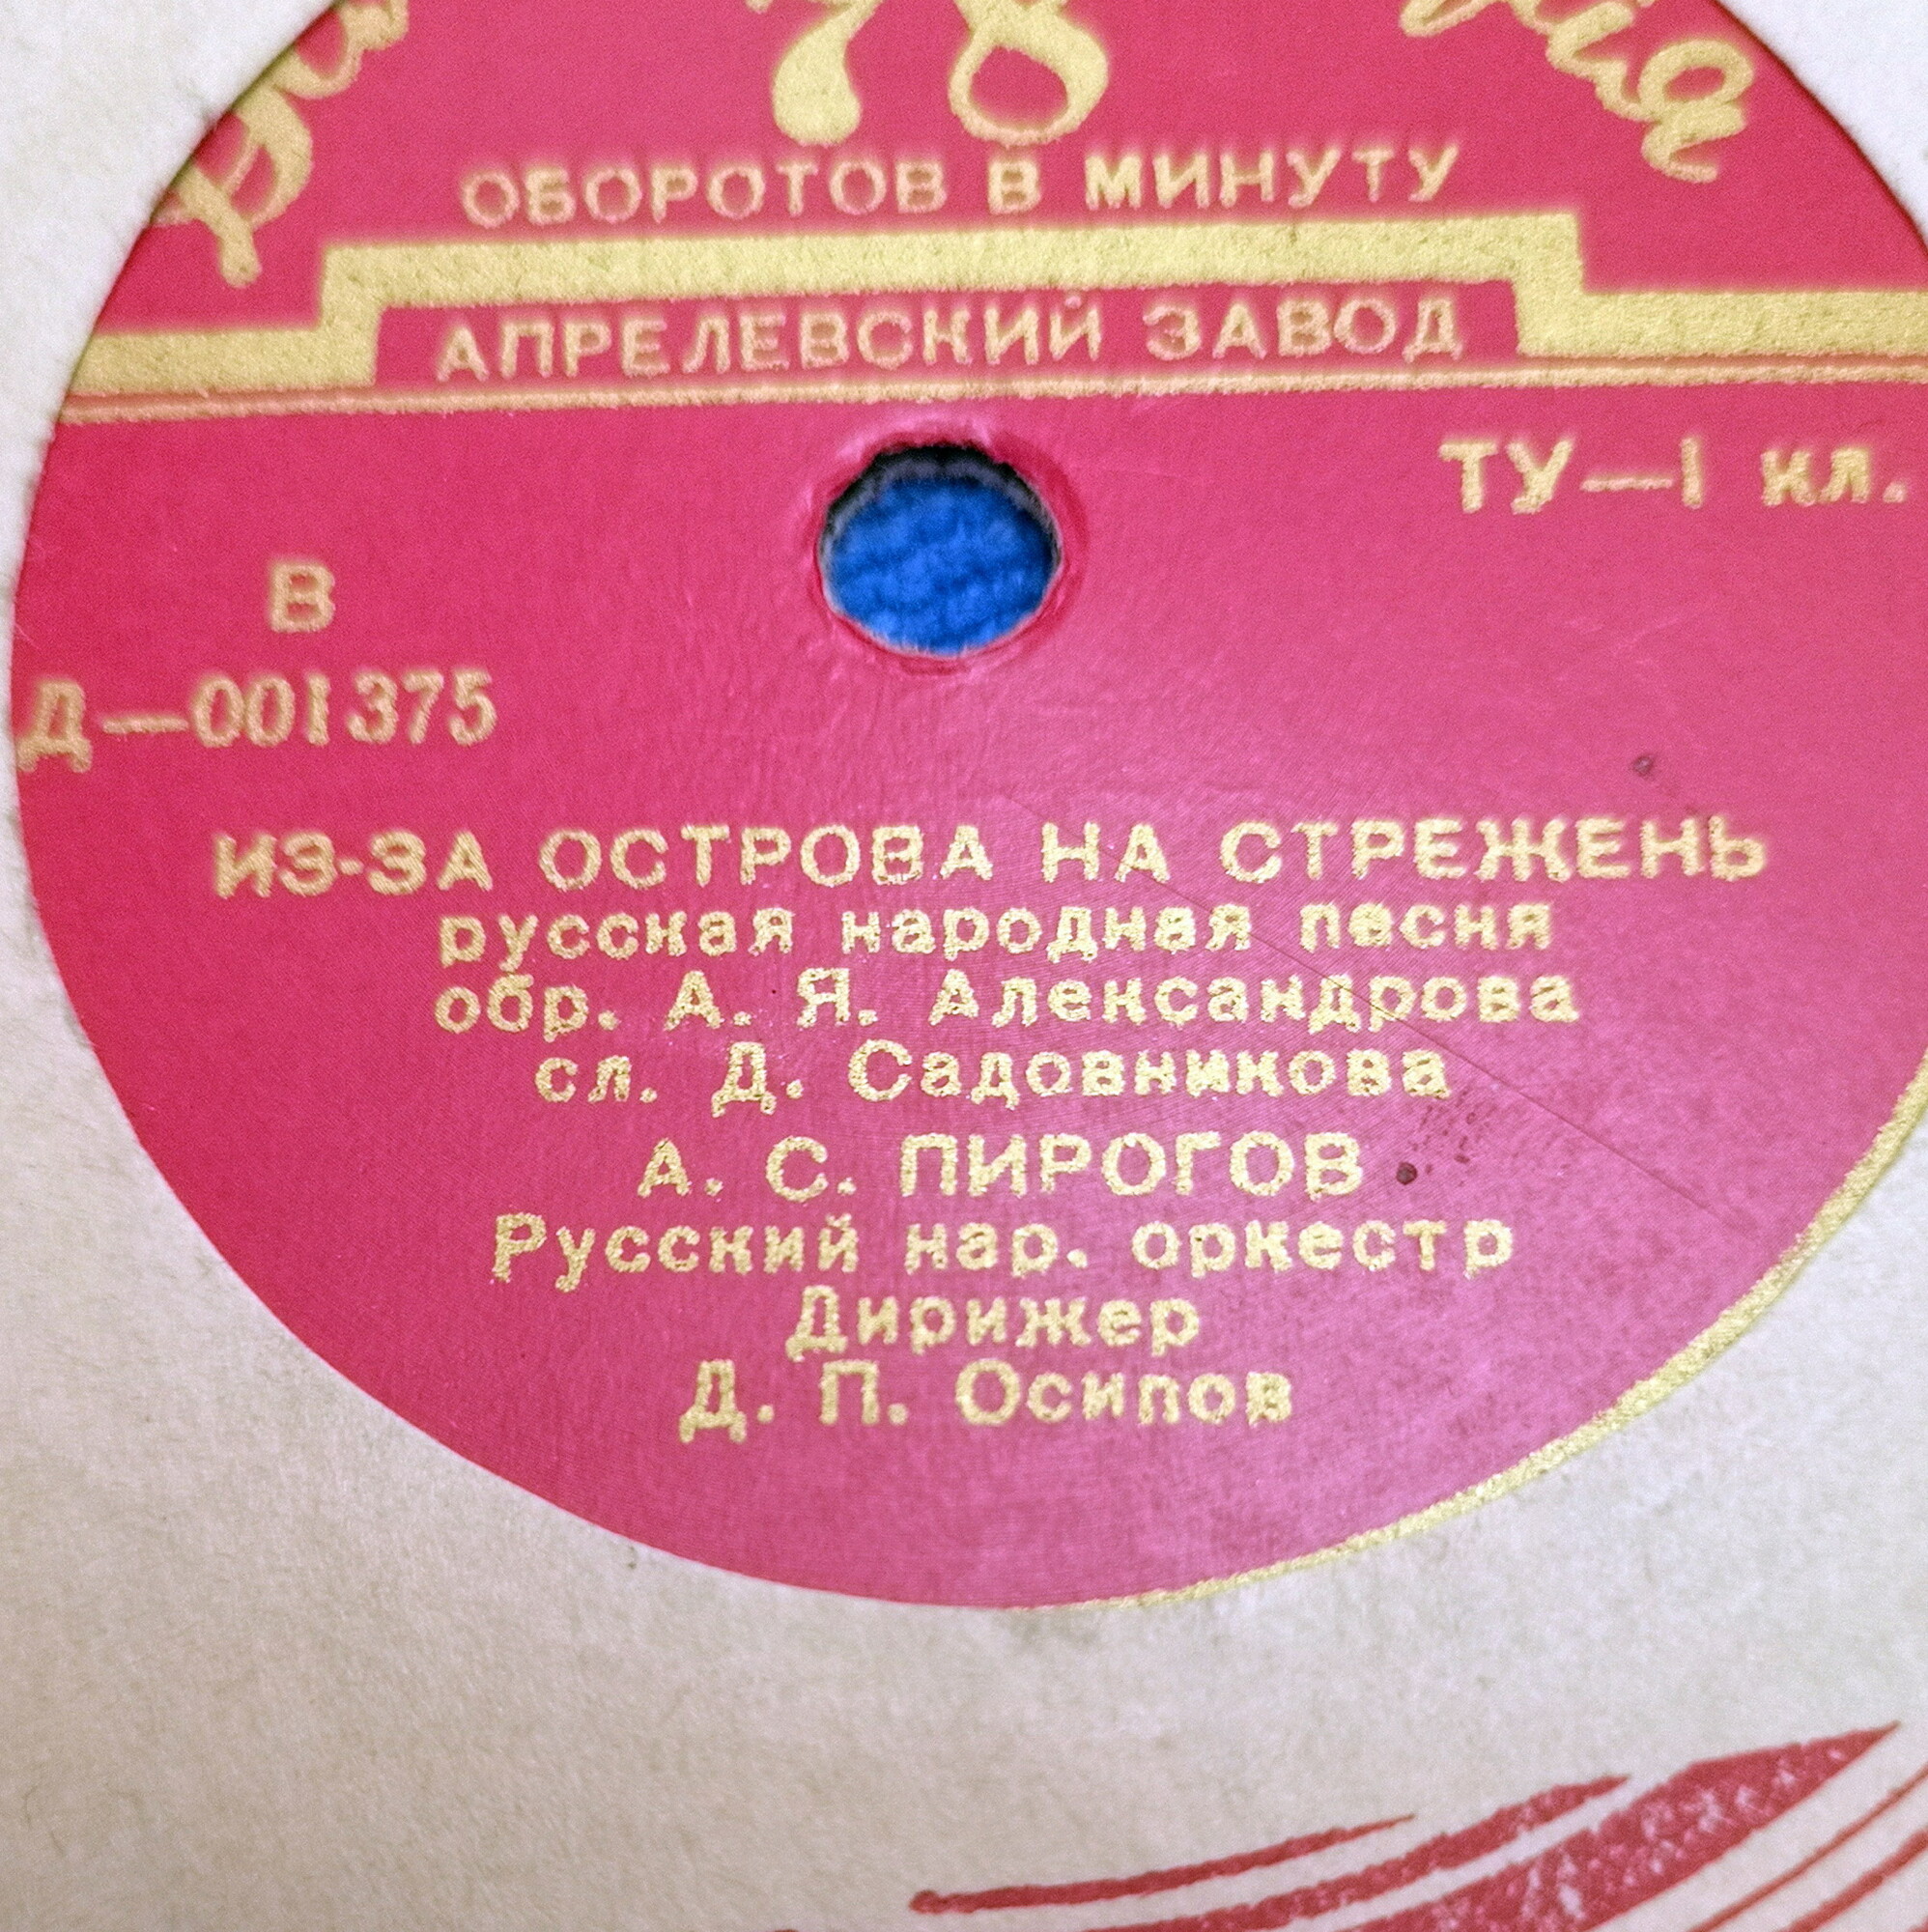 78
ОБОРОТОВ В МИНУТУ
АПРЕЛЕВСКИЙ ЗАВОД
ТУ—1 кл.
В
Д—001375
ИЗ-ЗА ОСТРОВА НА СТРЕЖЕНЬ
русская народная песня
обр. А. Я. Александрова
сл. Д. Садовникова
А. С. ПИРОГОВ
Русский нар. оркестр
Дирижер
Д. П. Осипов